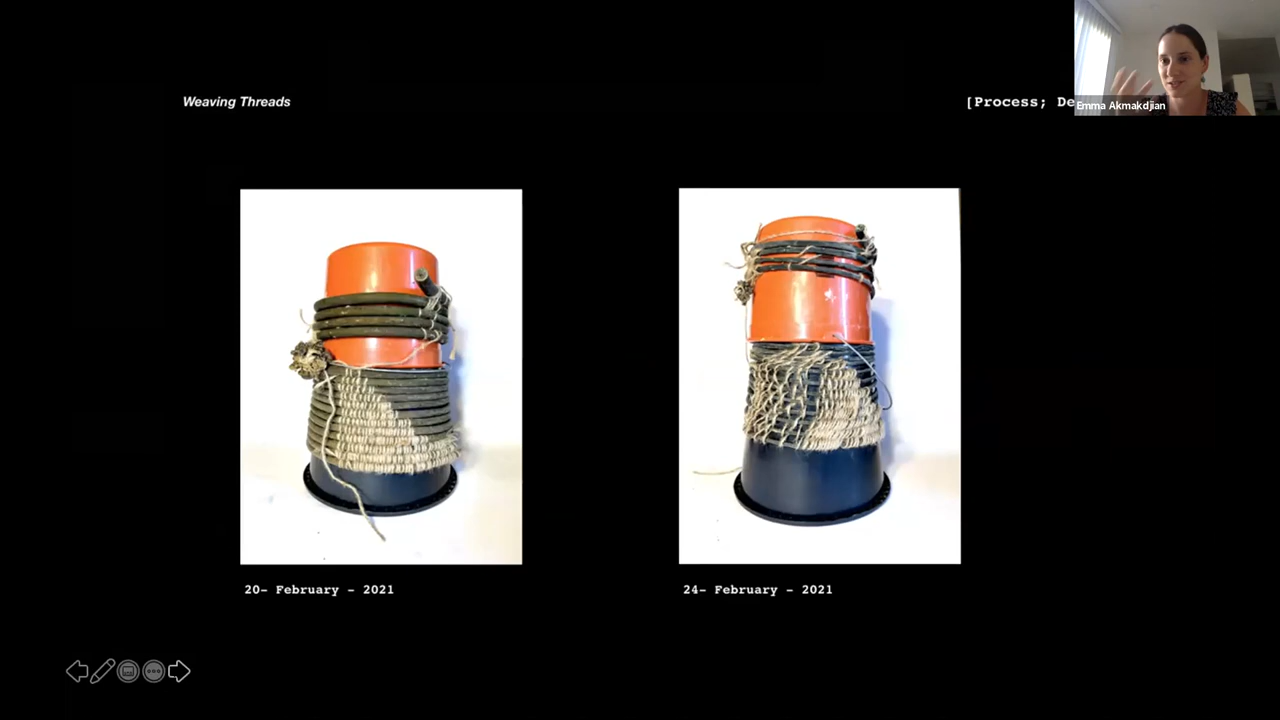 Weaving Threads
[Process; De
Emma Akmakdjian
20- February - 2021
24- February - 2021